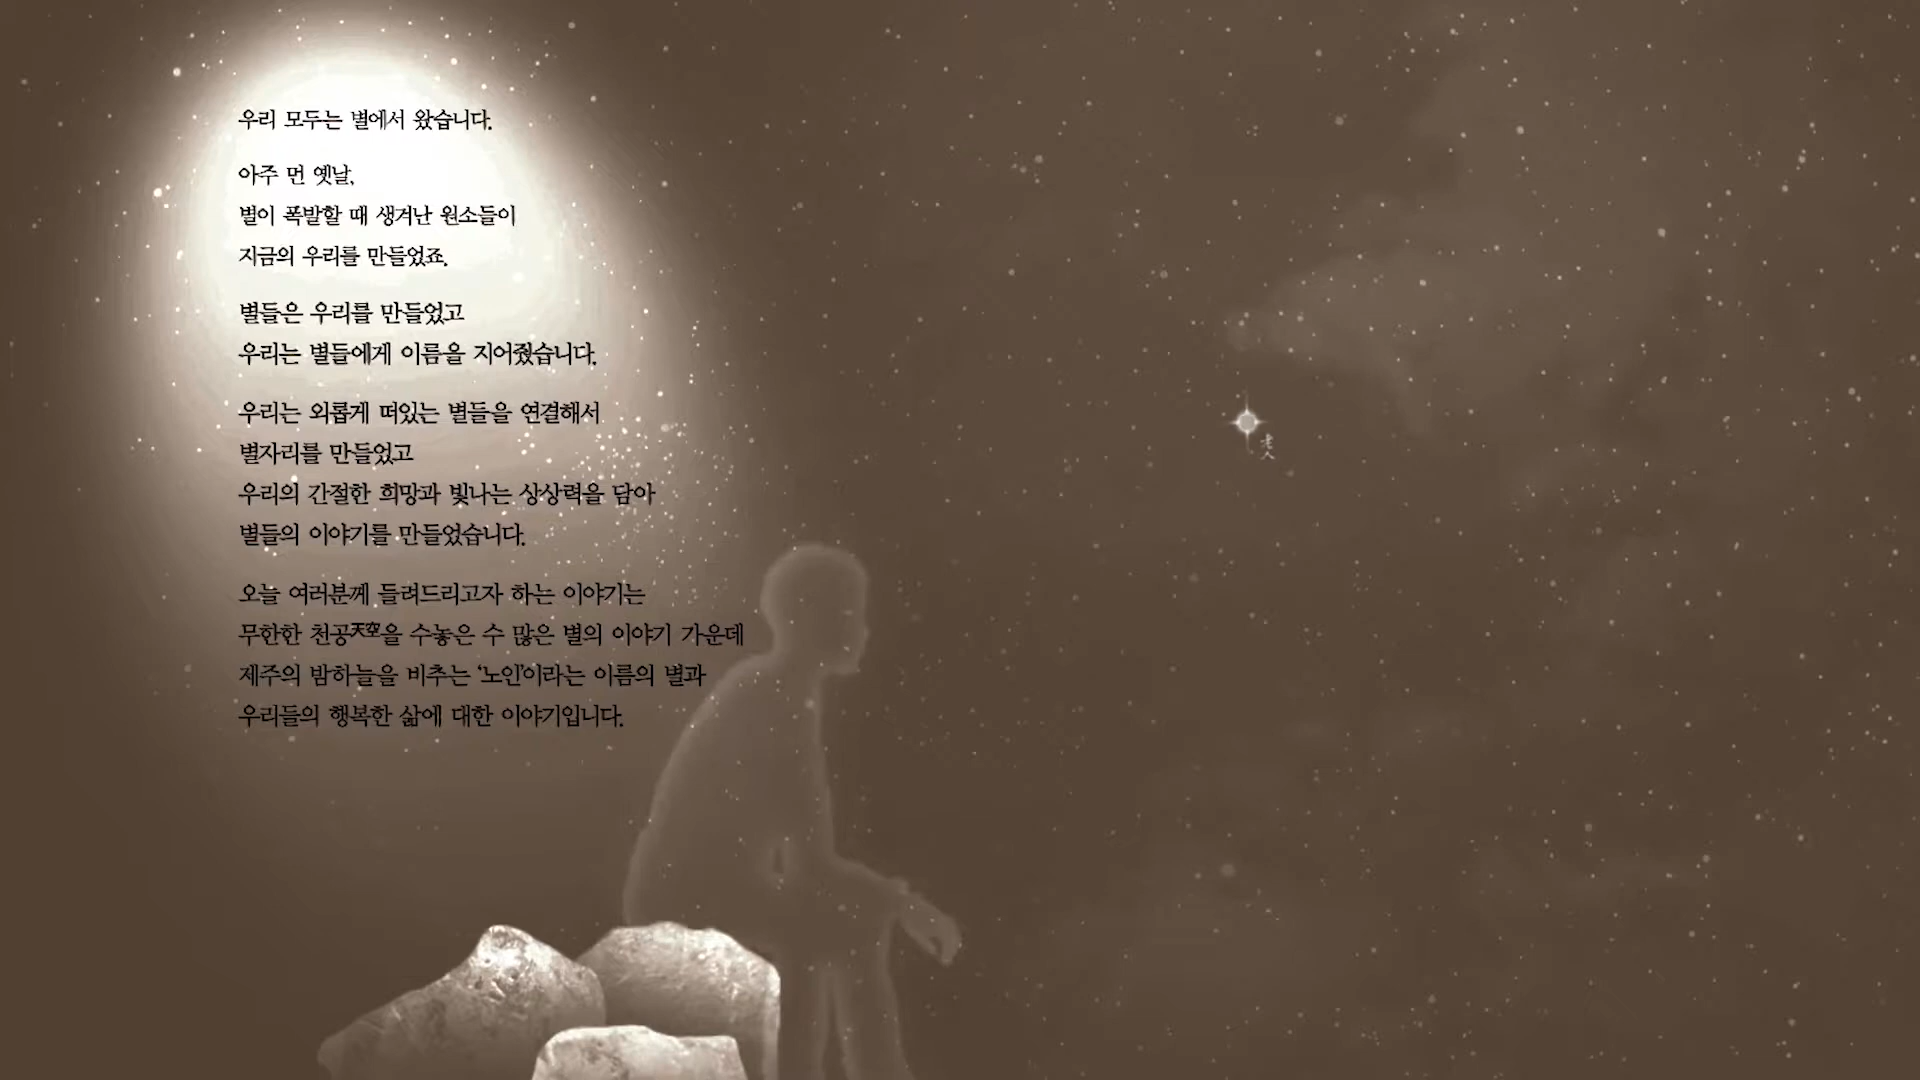 우리 모두는 별에서 왔습니다.
아주 먼 옛날,
별이 폭발할 때 생겨난 원소들이
지금의 우리를 만들었죠.
별들은 우리를 만들었고
우리는 별들에게 이름을 지어줬습니다.
우리는 외롭게 떠있는 별들을 연결해서
별자리를 만들었고
우리의 간절한 희망과 빛나는 상상력을 담아
별들의 이야기를 만들었습니다.
오늘 여러분께 들려드리고자 하는 이야기는
무한한 천공天空을 수놓은 수 많은 별의 이야기 가운데
제주의 밤하늘을 비추는 ‘노인’이라는 이름의 별과
우리들의 행복한 삶에 대한 이야기입니다.
老人